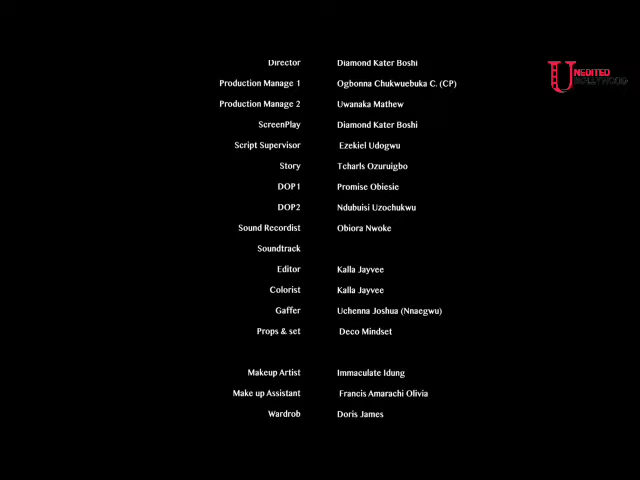 Director Diamond Kater Boshi
Production Manage 1 Ogbonna Chukwuebuka C. (CP)
Production Manage 2 Uwanaka Mathew
ScreenPlay Diamond Kater Boshi
Script Supervisor Ezekiel Udogwu
Story Tcharls Ozuruigbo
DOP1 Promise Obiesie
DOP2 Ndubuisi Uzochukwu
Sound Recordist Obiora Nwoke
Soundtrack
Editor Kalla Jayvee
Colorist Kalla Jayvee
Gaffer Uchenna Joshua (Nnaegwu)
Props & set Deco Mindset
Makeup Artist Immaculate Idung
Make up Assistant Francis Amarachi Olivia
Wardrob Doris James
UNEDITED